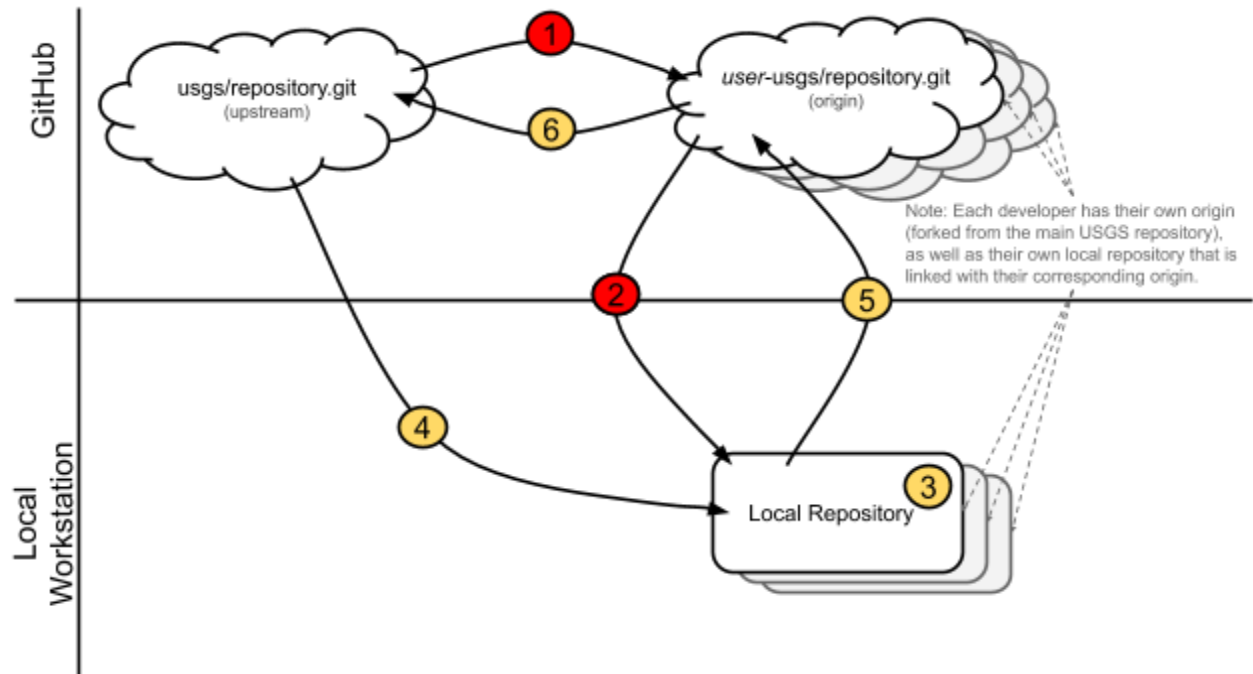 GitHub
usgs/repository.git
(upstream)
1
6
user-usgs/repository.git
(origin)
Note: Each developer has their own origin
(forked from the main USGS repository),
as well as their own local repository that is
linked with their corresponding origin.
2
5
4
Local
Workstation
3
Local Repository